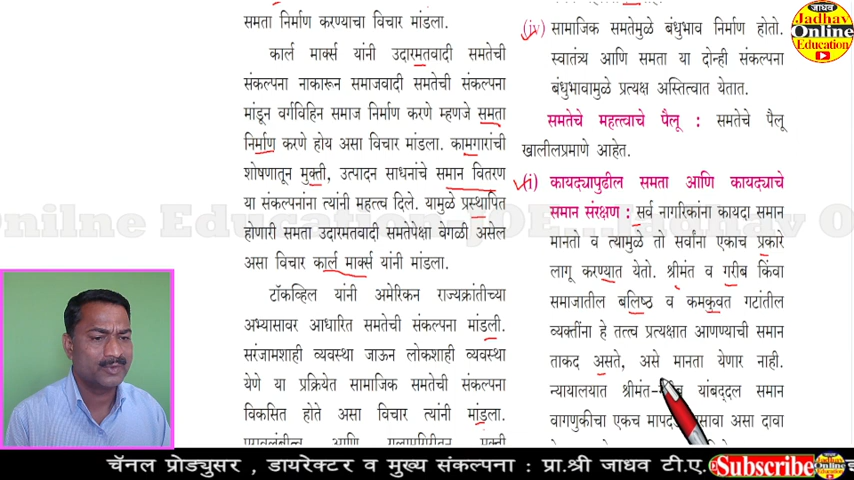 समता निर्माण करण्याचा विचार मांडला.
कार्ल मार्क्स यांनी उदारमतवादी समतेची
संकल्पना नाकारून समाजवादी समतेची संकल्पना
मांडून वर्गविहिन समाज निर्माण करणे म्हणजे समता
निर्माण करणे होय असा विचार मांडला. कामगारांची
शोषणातून मुक्ती, उत्पादन साधनांचे समान वितरण
या संकल्पनांना त्यांनी महत्त्व दिले. यामुळे प्रस्थापित
होणारी समता उदारमतवादी समतेपेक्षा वेगळी असेल
असा विचार कार्ल मार्क्स यांनी मांडला.
टॉकव्हिल यांनी अमेरिकन राज्यक्रांतीच्या
अभ्यासावर आधारित समतेची संकल्पना मांडली.
सरंजामशाही व्यवस्था जाऊन लोकशाही व्यवस्था
येणे या प्रक्रियेत सामाजिक समतेची संकल्पना
विकसित होते असा विचार त्यांनी मांडला.
(iv) सामाजिक समतेमुळे बंधुभाव निर्माण होतो.
स्वातंत्र्य आणि समता या दोन्ही संकल्पना
बंधुभावामुळे प्रत्यक्ष अस्तित्वात येतात.
समतेचे महत्त्वाचे पैलू : समतेचे पैलू
खालीलप्रमाणे आहेत.
(i) कायद्यापुढील समता आणि कायद्याचे
समान संरक्षण : सर्व नागरिकांना कायदा समान
मानतो व त्यामुळे तो सर्वांना एकाच प्रकारे
लागू करण्यात येतो. श्रीमंत व गरीब किंवा
समाजातील बलिष्ठ व कमकुवत गटांतील
व्यक्तींना हे तत्त्व प्रत्यक्षात आणण्याची समान
ताकद असते, असे मानता येणार नाही.
न्यायालयात श्रीमंत- यांबद्दल समान
वागणुकीचा एकच असा दावा
जाधव
Jadhav
Online
Education
Onilne Education-JOE Jadhav O
चॅनल प्रोड्युसर , डायरेक्टर व मुख्य संकल्पना : प्रा.श्री जाधव टी.ए.
Subscribe